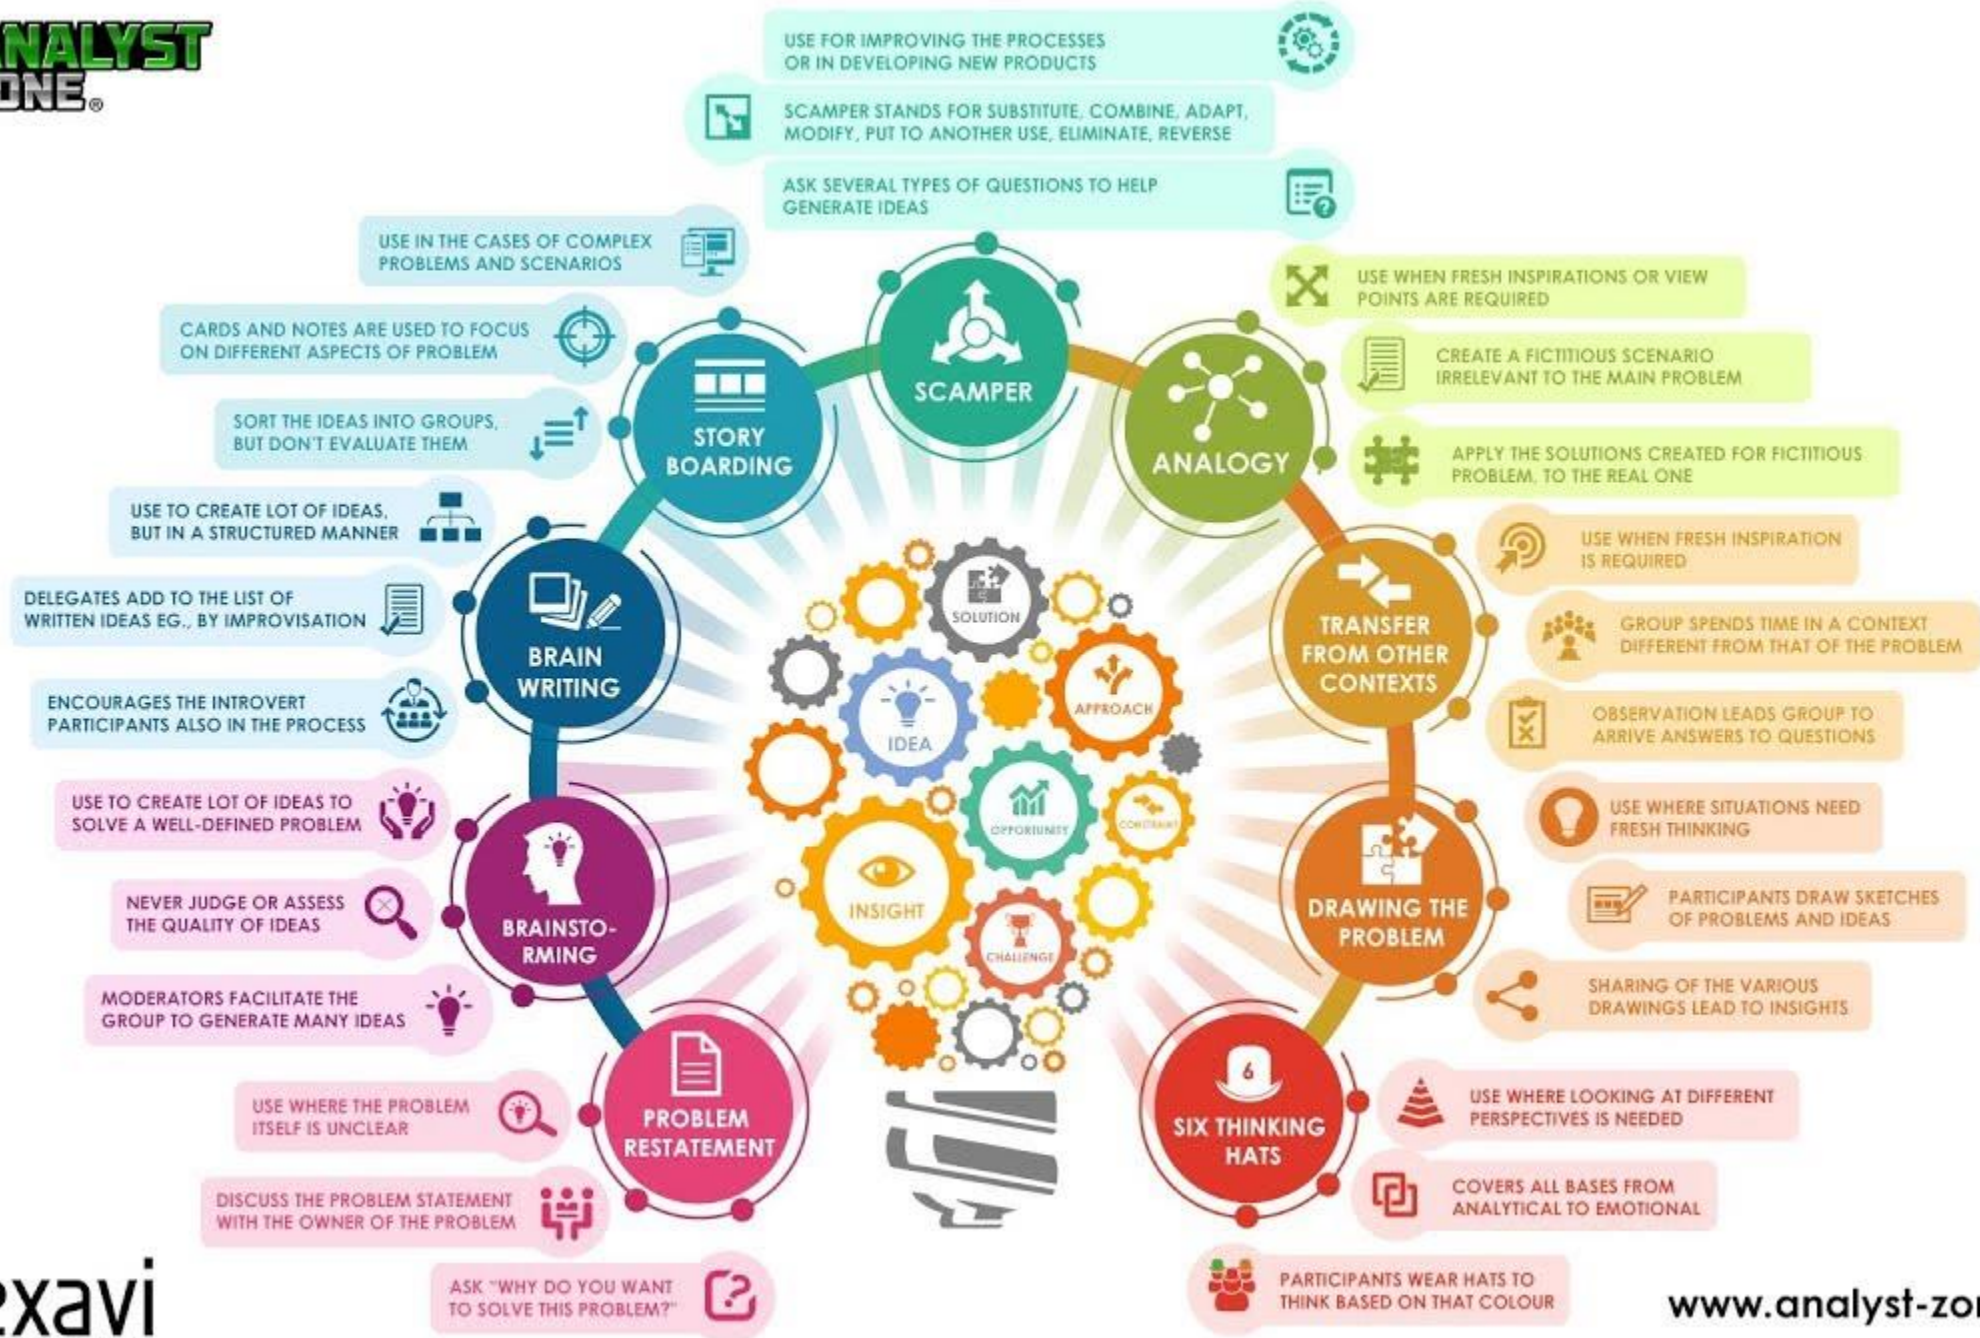 NALYST
ONE®
USE FOR IMPROVING THE PROCESSES
OR IN DEVELOPING NEW PRODUCTS
SCAMPER STANDS FOR SUBSTITUTE, COMBINE, ADAPT,
MODIFY, PUT TO ANOTHER USE, ELIMINATE, REVERSE
ASK SEVERAL TYPES OF QUESTIONS TO HELP
GENERATE IDEAS
SCAMPER
USE IN THE CASES OF COMPLEX
PROBLEMS AND SCENARIOS
CARDS AND NOTES ARE USED TO FOCUS
ON DIFFERENT ASPECTS OF PROBLEM
SORT THE IDEAS INTO GROUPS,
BUT DON'T EVALUATE THEM
STORY
BOARDING
USE WHEN FRESH INSPIRATIONS OR VIEW
POINTS ARE REQUIRED
CREATE A FICTITIOUS SCENARIO
IRRELEVANT TO THE MAIN PROBLEM
APPLY THE SOLUTIONS CREATED FOR FICTITIOUS
PROBLEM, TO THE REAL ONE
ANALOGY
USE TO CREATE LOT OF IDEAS,
BUT IN A STRUCTURED MANNER
DELEGATES ADD TO THE LIST OF
WRITTEN IDEAS EG., BY IMPROVISATION
ENCOURAGES THE INTROVERT
PARTICIPANTS ALSO IN THE PROCESS
BRAIN
WRITING
USE WHEN FRESH INSPIRATION
IS REQUIRED
GROUP SPENDS TIME IN A CONTEXT
DIFFERENT FROM THAT OF THE PROBLEM
OBSERVATION LEADS GROUP TO
ARRIVE ANSWERS TO QUESTIONS
TRANSFER
FROM OTHER
CONTEXTS
SOLUTION
APPROACH
IDEA
OPPORTUNITY
CONSTRAINT
INSIGHT
CHALLENGE
USE TO CREATE LOT OF IDEAS TO
SOLVE A WELL-DEFINED PROBLEM
NEVER JUDGE OR ASSESS
THE QUALITY OF IDEAS
MODERATORS FACILITATE THE
GROUP TO GENERATE MANY IDEAS
BRAINSTO-
RMING
USE WHERE SITUATIONS NEED
FRESH THINKING
PARTICIPANTS DRAW SKETCHES
OF PROBLEMS AND IDEAS
SHARING OF THE VARIOUS
DRAWINGS LEAD TO INSIGHTS
DRAWING THE
PROBLEM
USE WHERE THE PROBLEM
ITSELF IS UNCLEAR
DISCUSS THE PROBLEM STATEMENT
WITH THE OWNER OF THE PROBLEM
ASK "WHY DO YOU WANT
TO SOLVE THIS PROBLEM?"
PROBLEM
RESTATEMENT
6
SIX THINKING
HATS
USE WHERE LOOKING AT DIFFERENT
PERSPECTIVES IS NEEDED
COVERS ALL BASES FROM
ANALYTICAL TO EMOTIONAL
PARTICIPANTS WEAR HATS TO
THINK BASED ON THAT COLOUR
exavi
www.analyst-zo